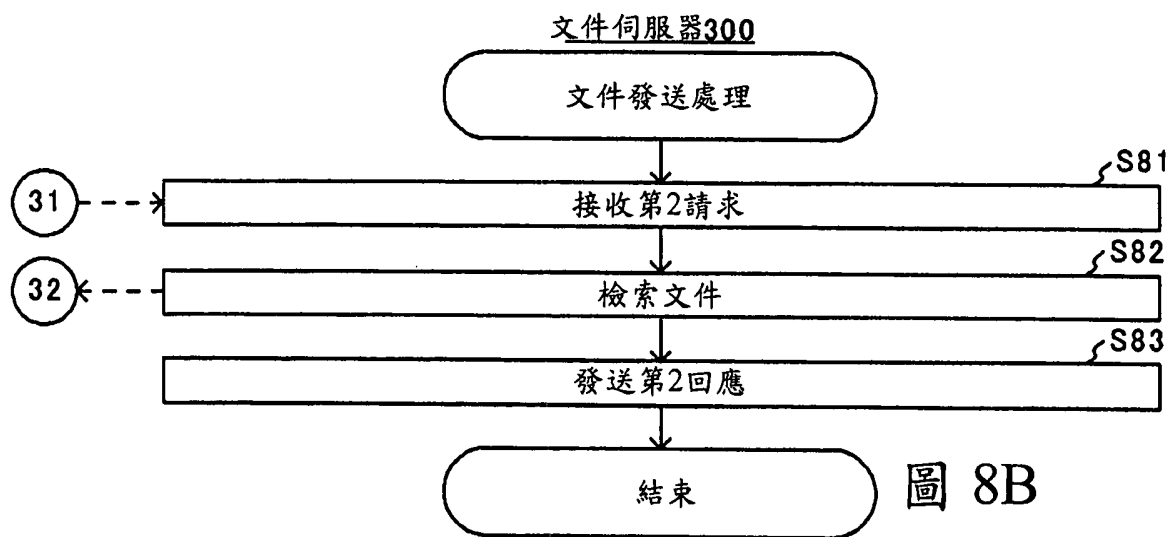 文件伺服器300
文件發送處理
S81
31
接收第2請求
S82
32
檢索文件
S83
發送第2回應
結束
圖 8B